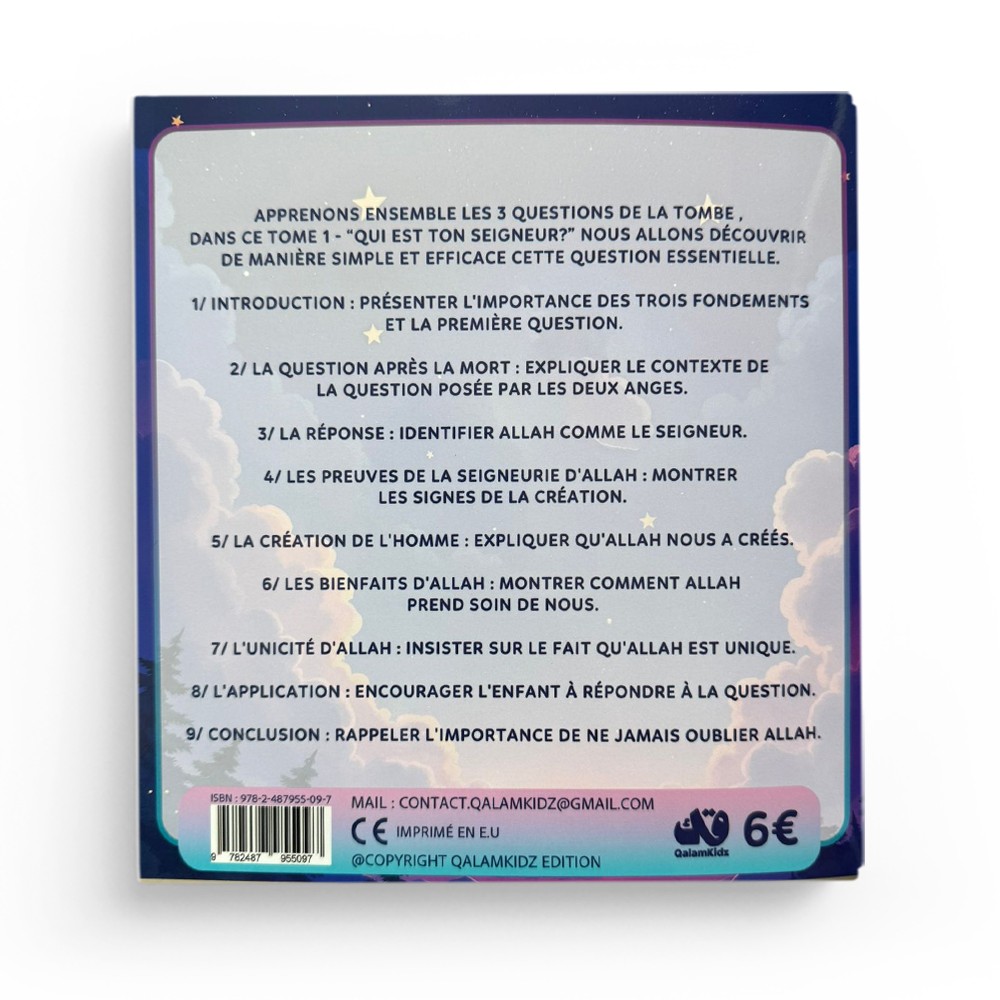 APPRENONS ENSEMBLE LES 3 QUESTIONS DE LA TOMBE ,
DANS CE TOME 1 - "QUI EST TON SEIGNEUR?" NOUS ALLONS DÉCOUVRIR
DE MANIÈRE SIMPLE ET EFFICACE CETTE QUESTION ESSENTIELLE.
1/ INTRODUCTION : PRÉSENTER L'IMPORTANCE DES TROIS FONDEMENTS
ET LA PREMIÈRE QUESTION.
2/ LA QUESTION APRÈS LA MORT : EXPLIQUER LE CONTEXTE DE
LA QUESTION POSÉE PAR LES DEUX ANGES.
3/ LA RÉPONSE : IDENTIFIER ALLAH COMME LE SEIGNEUR.
4/ LES PREUVES DE LA SEIGNEURIE D'ALLAH : MONTRER
LES SIGNES DE LA CRÉATION.
5/ LA CRÉATION DE L'HOMME : EXPLIQUER QU'ALLAH NOUS A CRÉÉS.
6/ LES BIENFAITS D'ALLAH : MONTRER COMMENT ALLAH
PREND SOIN DE NOUS.
7/ L'UNICITÉ D'ALLAH : INSISTER SUR LE FAIT QU'ALLAH EST UNIQUE.
8/ L'APPLICATION : ENCOURAGER L'ENFANT À RÉPONDRE À LA QUESTION.
9/ CONCLUSION : RAPPELER L'IMPORTANCE DE NE JAMAIS OUBLIER ALLAH.
ISBN : 978-2-487955-09-7
9 782487 955097
MAIL : CONTACT.QALAMKIDZ@GMAIL.COM
CE IMPRIMÉ EN E.U
@COPYRIGHT QALAMKIDZ EDITION
QalamKidz
6€